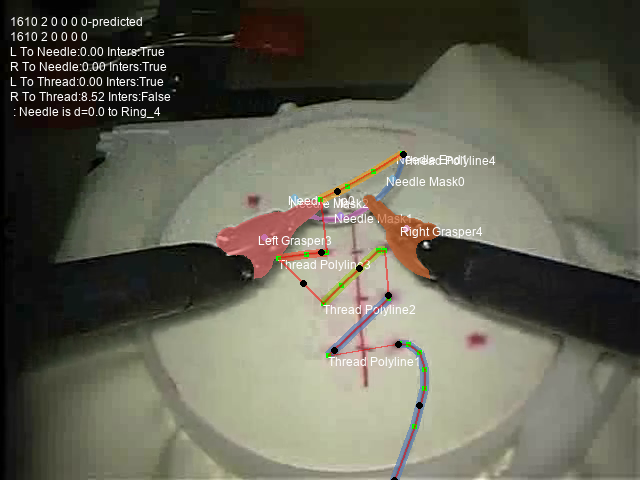 1610 2 0 0 0 0-predicted
1610 2 0 0 0 0
L To Needle:0.00 Inters:True
R To Needle:0.00 Inters:True
L To Thread:0.00 Inters:True
R To Thread:8.52 Inters:False
: Needle is d=0.0 to Ring_4
Thread Polyline4
Needle Mask0
Needle Mask2
Needle Mask1
Right Grasper4
Left Grasper3
Thread Polyline3
Thread Polyline2
Thread Polyline1